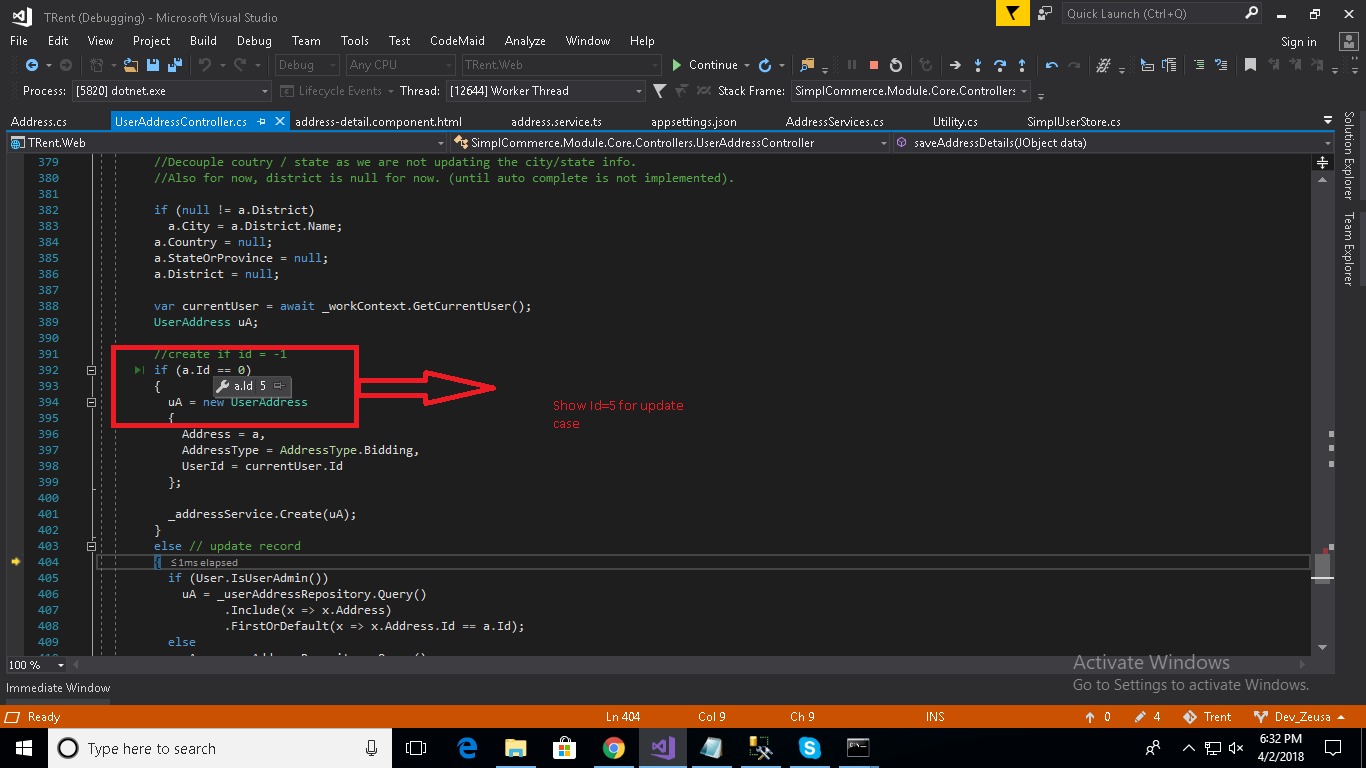 TRent (Debugging) - Microsoft Visual Studio
Quick Launch (Ctrl+Q)
File Edit View Project Build Debug Team Tools Test CodeMaid Analyze Window Help
Sign in
Debug Any CPU TRent.Web Continue
Process: [5820] dotnet.exe Lifecycle Events Thread: [12644] Worker Thread Stack Frame: SimplCommerce.Module.Core.Controllers
Address.cs UserAddressController.cs address-detail.component.html address.service.ts appsettings.json AddressServices.cs Utility.cs SimplUserStore.cs
TRent.Web SimplCommerce.Module.Core.Controllers.UserAddressController saveAddressDetails(JObject data)
379 //Decouple coutry / state as we are not updating the city/state info.
380 //Also for now, district is null for now. (until auto complete is not implemented).
381
382 if (null != a.District)
383 a.City = a.District.Name;
384 a.Country = null;
385 a.StateOrProvince = null;
386 a.District = null;
387
388 var currentUser = await _workContext.GetCurrentUser();
389 UserAddress uA;
390
391 //create if id = -1
392 if (a.Id == 0)
393 {
a.Id 5
394 uA = new UserAddress
395 {
396 Address = a,
397 AddressType = AddressType.Bidding,
398 UserId = currentUser.Id
399 };
400
401 _addressService.Create(uA);
402 }
403 else // update record
404 { ≤1ms elapsed
405 if (User.IsUserAdmin())
406 uA = _userAddressRepository.Query()
407 .Include(x => x.Address)
408 .FirstOrDefault(x => x.Address.Id == a.Id);
409 else
Show Id=5 for update
case
Solution Explorer
Team Explorer
100 %
Activate Windows
Go to Settings to activate Windows.
Immediate Window
Ready Ln 404 Col 9 Ch 9 INS 0 4 Trent Dev_Zeusa
Type here to search
6:32 PM
4/2/2018